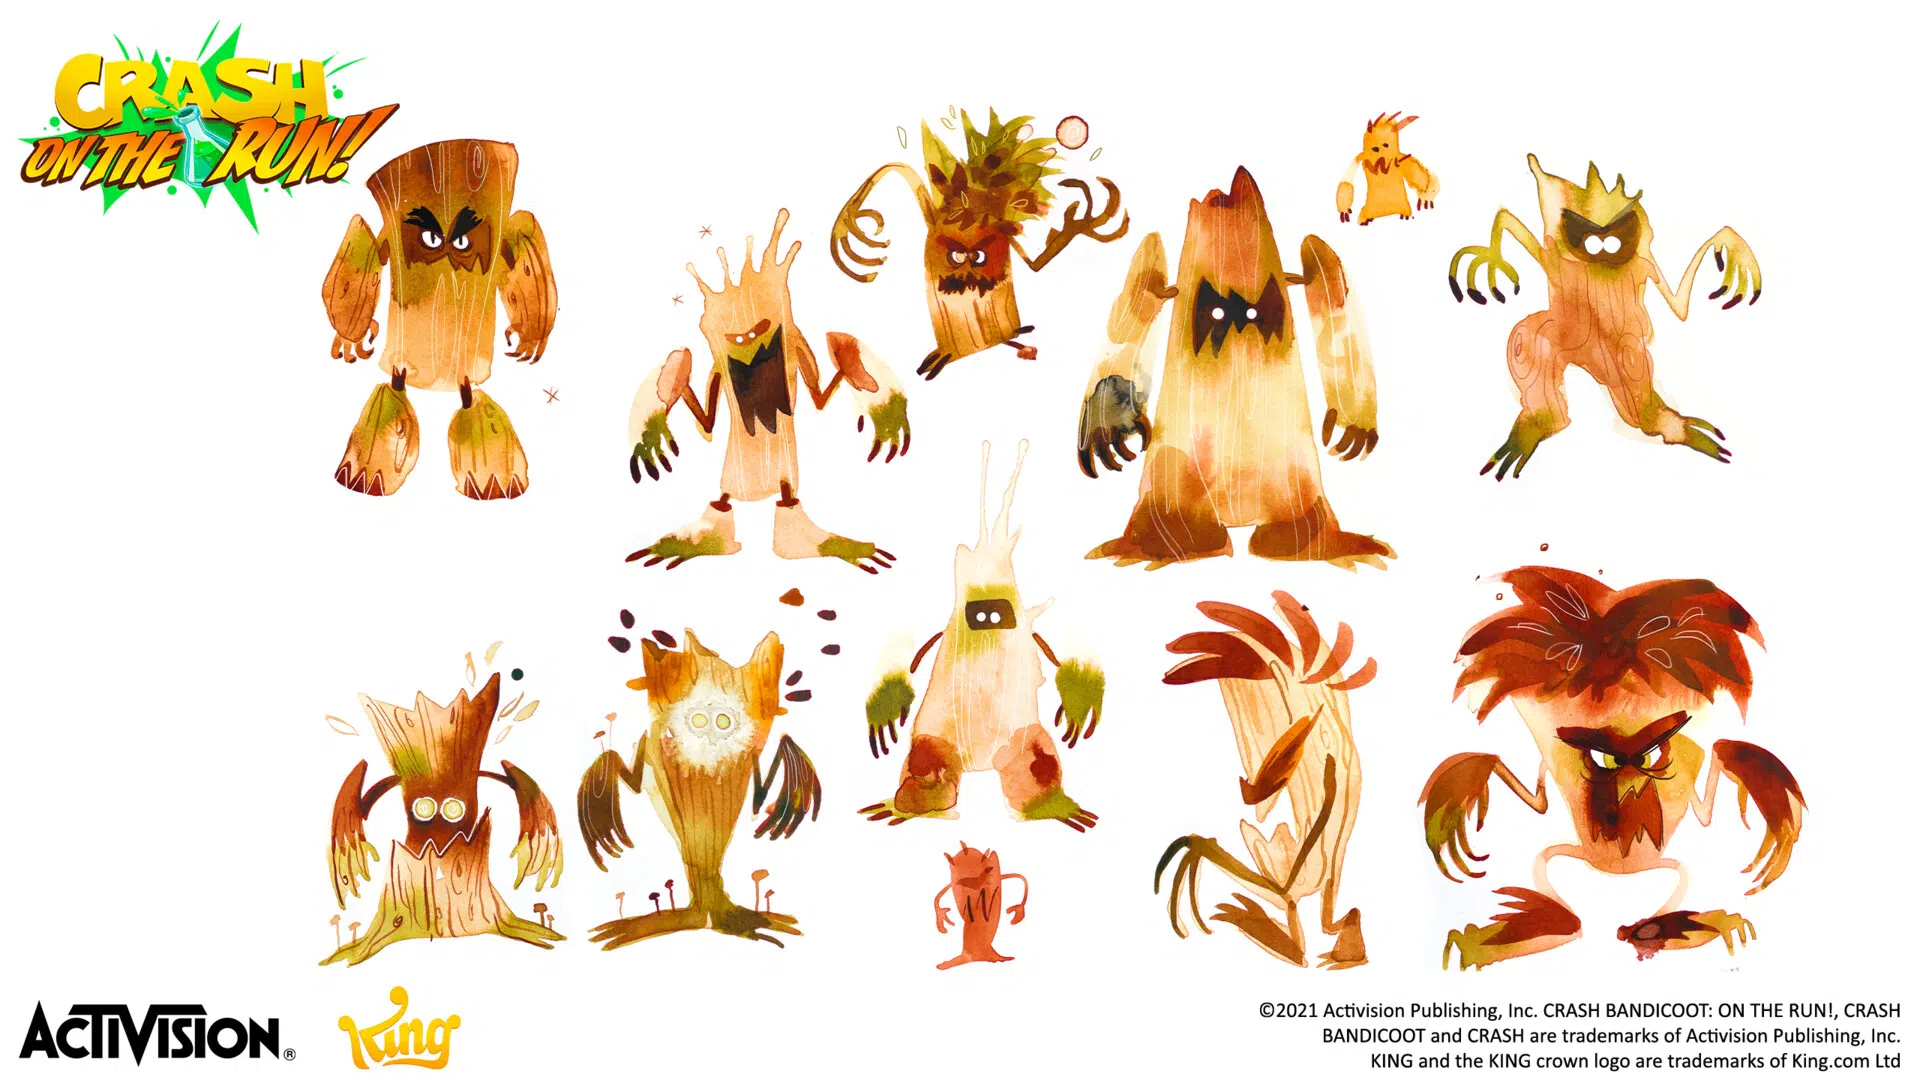 CRASH
ON THE RUN!
ACTIVISION®
King
©2021 Activision Publishing, Inc. CRASH BANDICOOT: ON THE RUN!, CRASH
BANDICOOT and CRASH are trademarks of Activision Publishing, Inc.
KING and the KING crown logo are trademarks of King.com Ltd